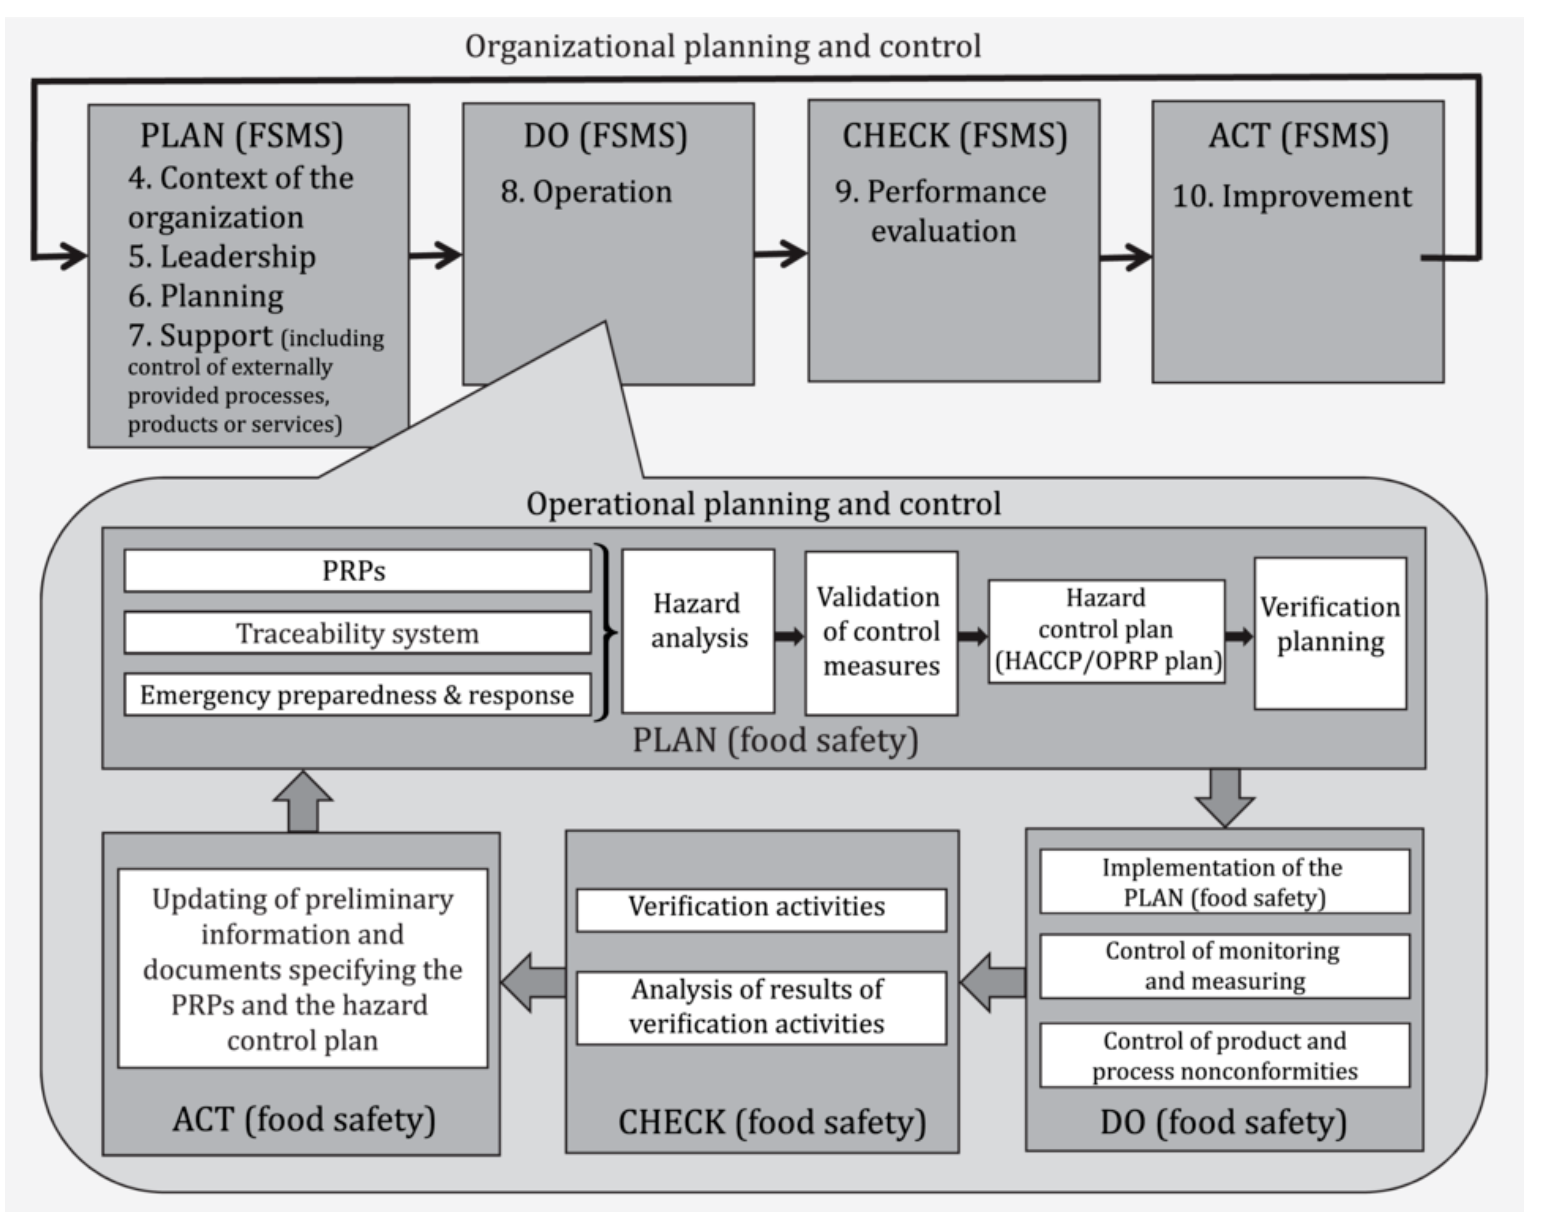 Organizational planning and control
PLAN (FSMS)
4. Context of the
organization
5. Leadership
6. Planning
7. Support (including
control of externally
provided processes,
products or services)
DO (FSMS)
8. Operation
CHECK (FSMS)
9. Performance
evaluation
ACT (FSMS)
10. Improvement
Operational planning and control
PRPs
Traceability system
Emergency preparedness & response
Hazard
analysis
Validation
of control
measures
Hazard
control plan
(HACCP/OPRP plan)
Verification
planning
PLAN (food safety)
Updating of preliminary
information and
documents specifying the
PRPs and the hazard
control plan
ACT (food safety)
Verification activities
Analysis of results of
verification activities
CHECK (food safety)
Implementation of the
PLAN (food safety)
Control of monitoring
and measuring
Control of product and
process nonconformities
DO (food safety)